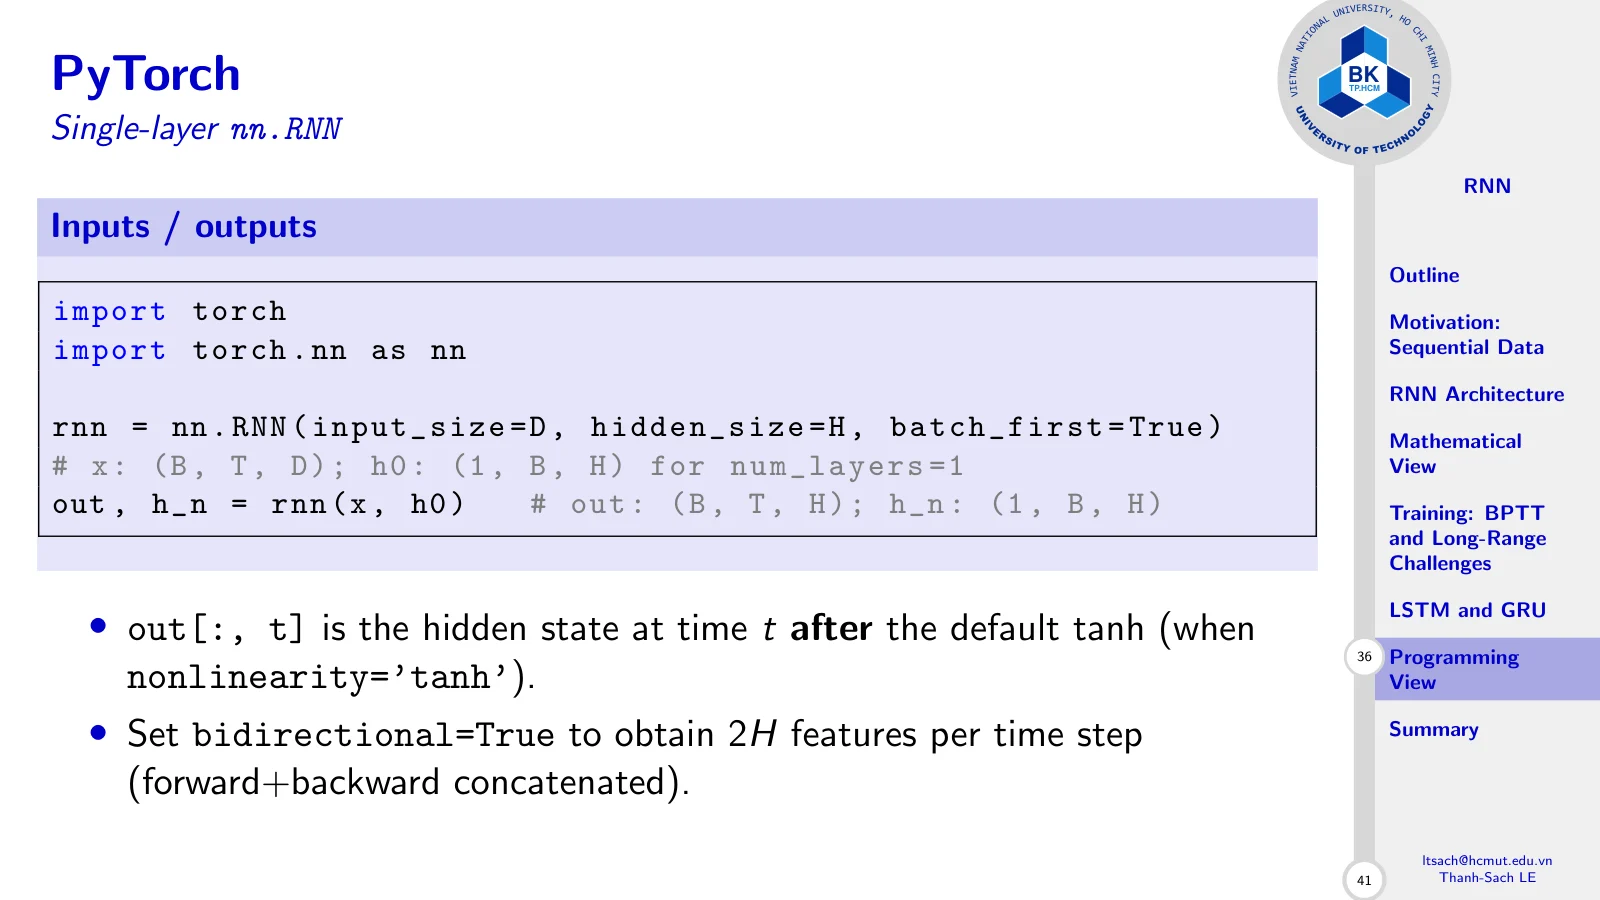 PyTorch
Single-layer nn.RNN
Inputs / outputs
import torch
import torch.nn as nn
rnn = nn.RNN(input_size=D, hidden_size=H, batch_first=True)
# x: (B, T, D); h0: (1, B, H) for num_layers=1
out, h_n = rnn(x, h0)   # out: (B, T, H); h_n: (1, B, H)
• out[:, t] is the hidden state at time t after the default tanh (when
nonlinearity='tanh').
• Set bidirectional=True to obtain 2H features per time step
(forward+backward concatenated).
VIETNAM NATIONAL UNIVERSITY, HO CHI MINH CITY
BK
TP.HCM
UNIVERSITY OF TECHNOLOGY
RNN
Outline
Motivation:
Sequential Data
RNN Architecture
Mathematical
View
Training: BPTT
and Long-Range
Challenges
LSTM and GRU
36
Programming
View
Summary
41
ltsach@hcmut.edu.vn
Thanh-Sach LE